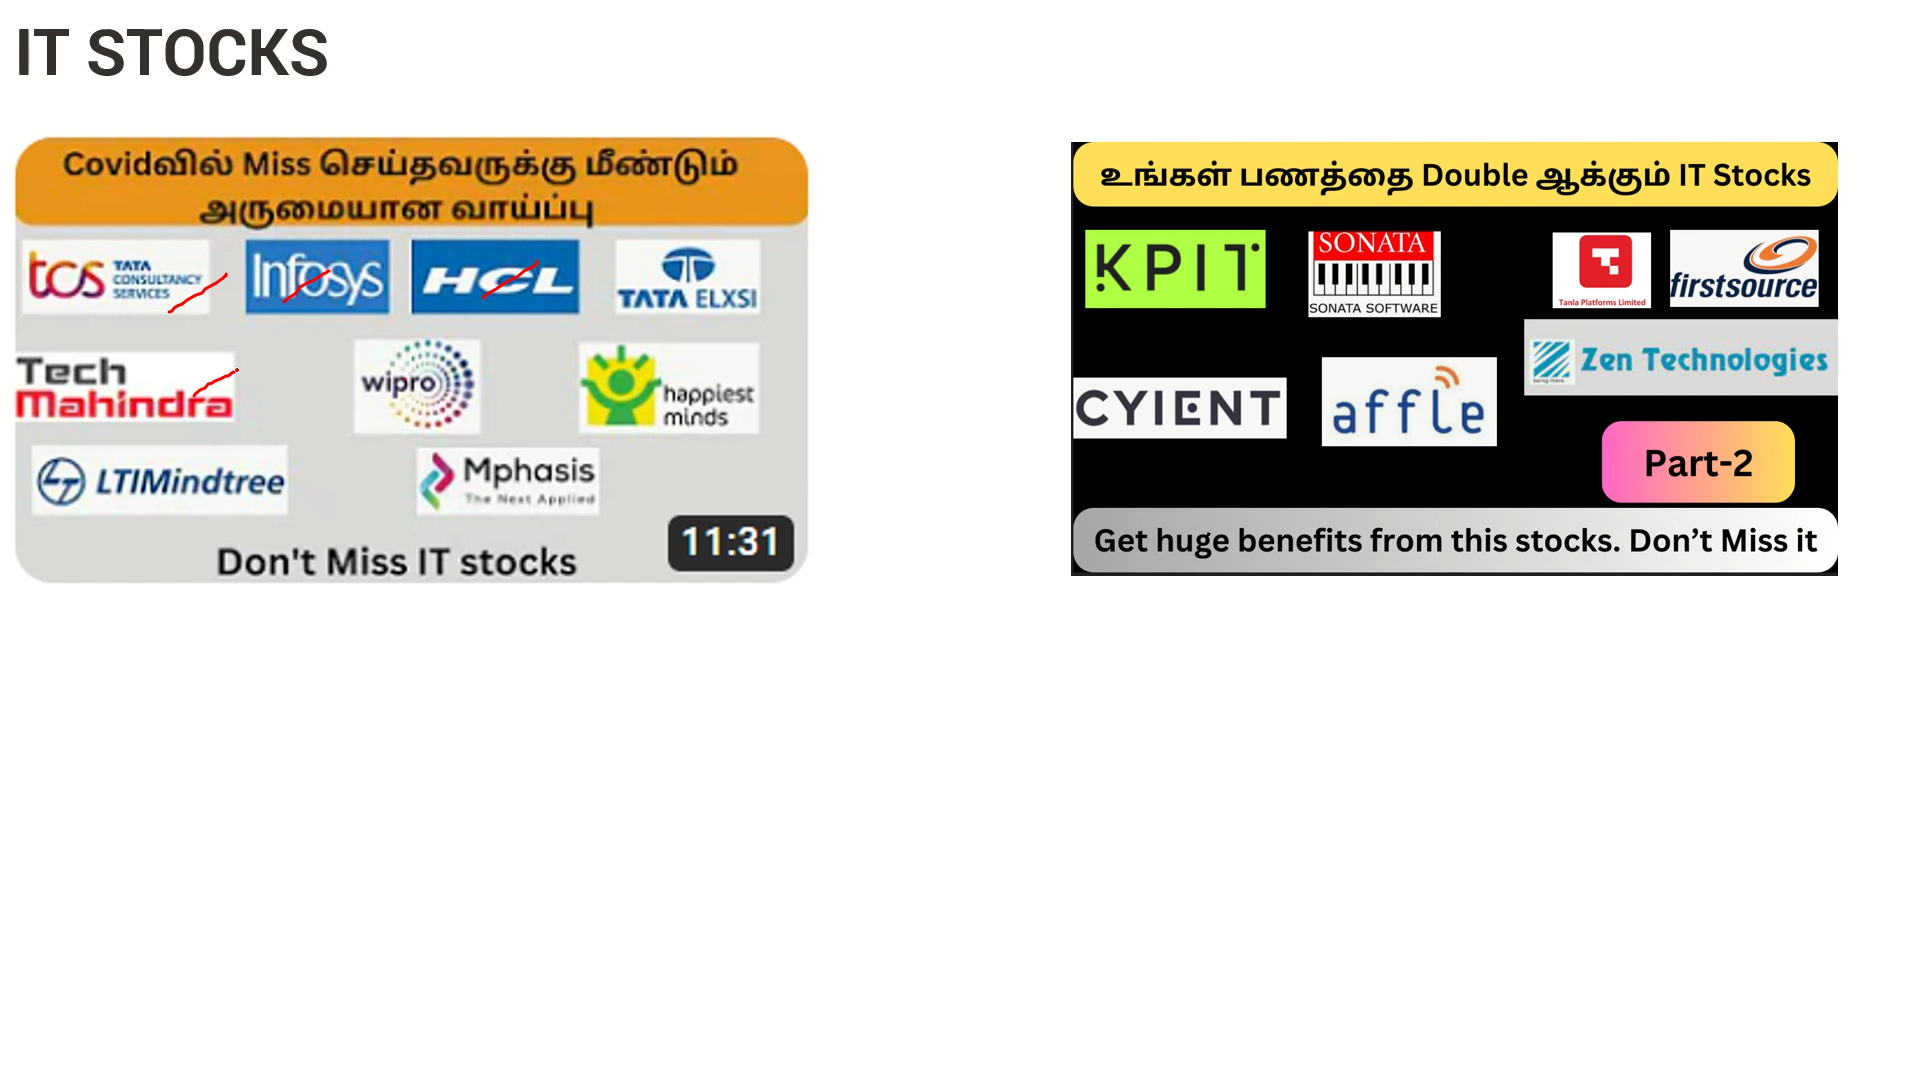 IT STOCKS
Covidவில் Miss செய்தவருக்கு மீண்டும்
அருமையான வாய்ப்பு
tcs TATA
CONSULTANCY
SERVICES
Infosys
HCL
TATA ELXSI
Tech
Mahindra
wipro
happiest
minds
LTIMindtree
Mphasis
The Next Applied
11:31
Don't Miss IT stocks
உங்கள் பணத்தை Double ஆக்கும் IT Stocks
KPIT
SONATA
SONATA SOFTWARE
Tanla Platforms Limited
firstsource
Zen Technologies
being there...
CYIENT
affle
Part-2
Get huge benefits from this stocks. Don’t Miss it